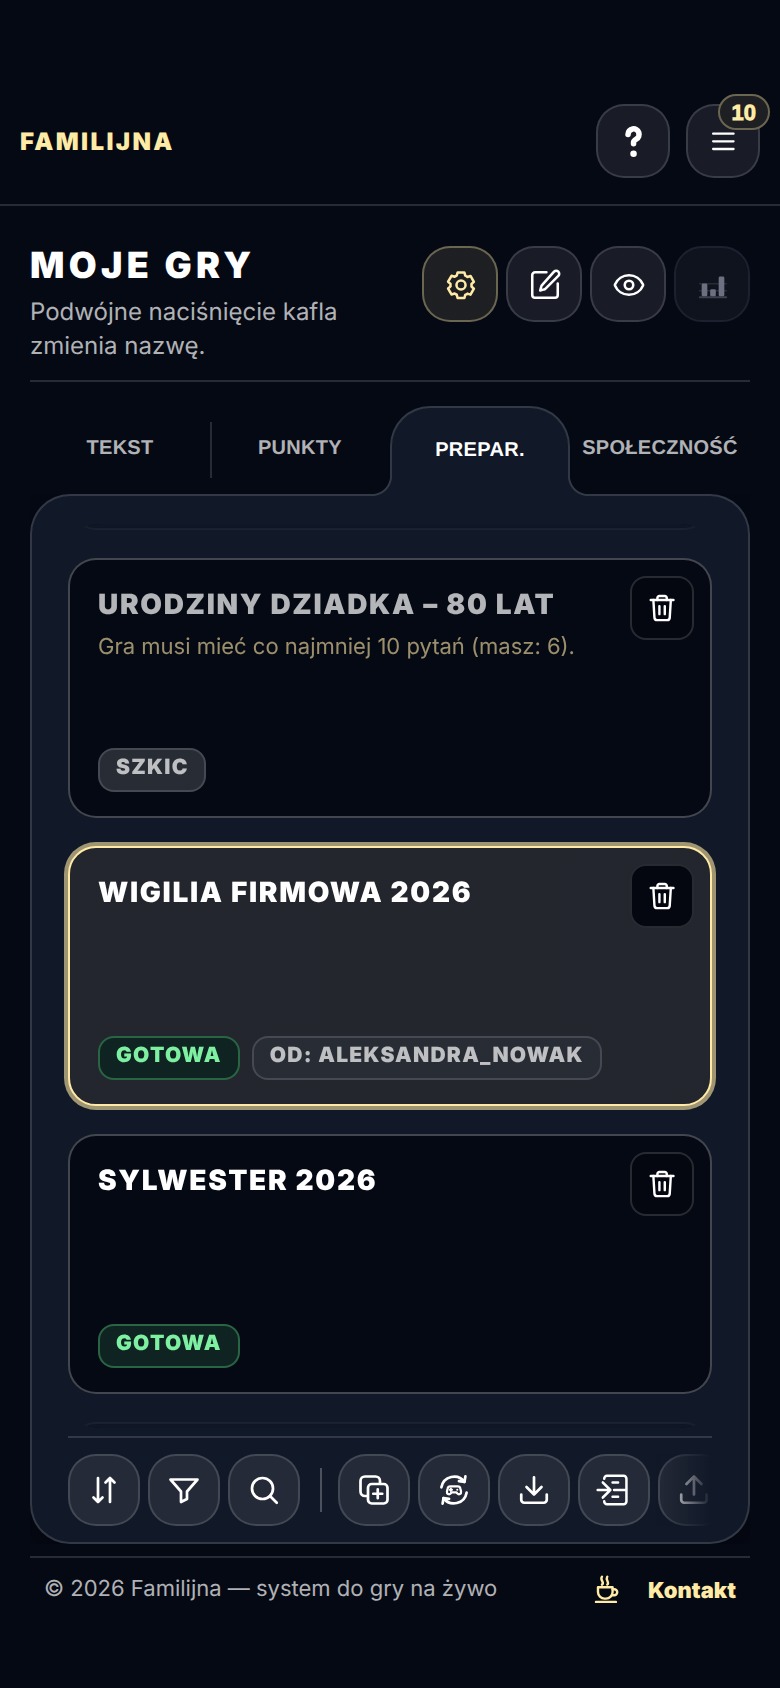 10
FAMILIJNA
?
MOJE GRY
Podwójne naciśnięcie kafla
zmienia nazwę.
TEKST
PUNKTY
PREPAR.
SPOŁECZNOŚĆ
URODZINY DZIADKA – 80 LAT
Gra musi mieć co najmniej 10 pytań (masz: 6).
SZKIC
WIGILIA FIRMOWA 2026
GOTOWA
OD: ALEKSANDRA_NOWAK
SYLWESTER 2026
GOTOWA
© 2026 Familijna — system do gry na żywo
Kontakt